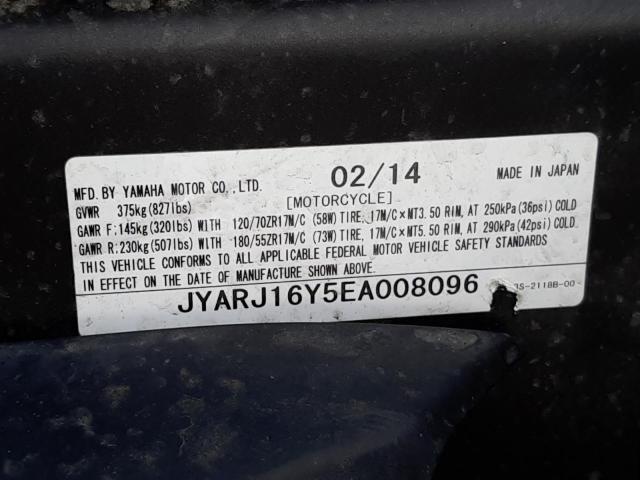 MFD. BY YAMAHA MOTOR CO., LTD. 02/14 MADE IN JAPAN
GVWR 375kg(827lbs) [MOTORCYCLE]
GAWR F:145kg(320lbs) WITH 120/70ZR17M/C (58W) TIRE, 17M/C×MT3.50 RIM, AT 250kPa(36psi) COLD
GAWR R:230kg(507lbs) WITH 180/55ZR17M/C (73W) TIRE, 17M/C×MT5.50 RIM, AT 290kPa(42psi) COLD.
THIS VEHICLE CONFORMS TO ALL APPLICABLE FEDERAL MOTOR VEHICLE SAFETY STANDARDS
IN EFFECT ON THE DATE OF MANUFACTURE SHOWN ABOVE.
JYARJ16Y5EA008096 S-2118B-00